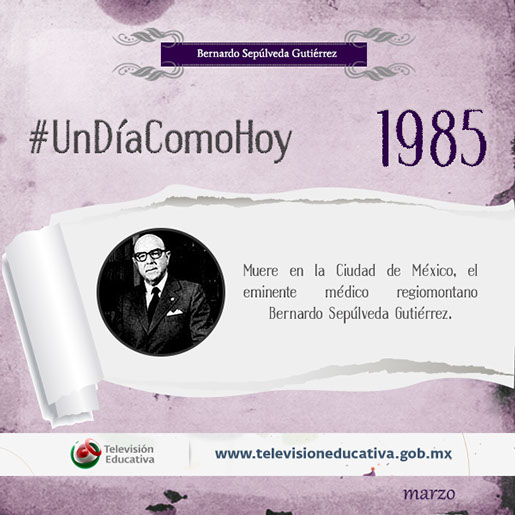 Bernardo Sepúlveda Gutiérrez
#UnDíaComoHoy
1985
Muere en la Ciudad de México, el
eminente médico regiomontano
Bernardo Sepúlveda Gutiérrez.
Televisión
Educativa
www.televisioneducativa.gob.mx
marzo